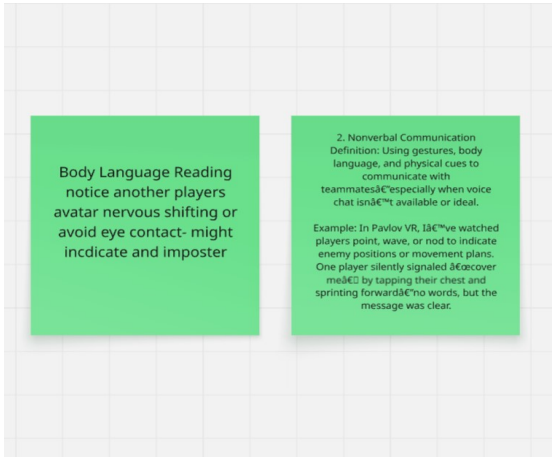 Body Language Reading
notice another players
avatar nervous shifting or
avoid eye contact- might
incdicate and imposter
2. Nonverbal Communication
Definition: Using gestures, body
language, and physical cues to
communicate with
teammatesâ€”especially when voice
chat isnâ€™t available or ideal.
Example: In Pavlov VR, Iâ€™ve watched
players point, wave, or nod to indicate
enemy positions or movement plans.
One player silently signaled â€œcover
meâ€▯ by tapping their chest and
sprinting forwardâ€”no words, but the
message was clear.